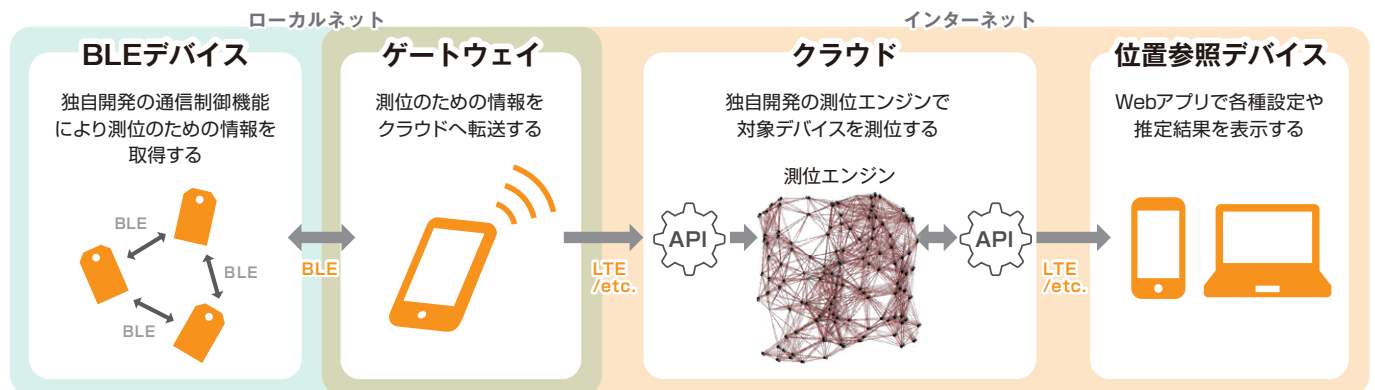 ローカルネット
インターネット
BLEデバイス
独自開発の通信制御機能
により測位のための情報を
取得する
BLE
BLE
BLE
BLE
ゲートウェイ
測位のための情報を
クラウドへ転送する
LTE
/etc.
クラウド
独自開発の測位エンジンで
対象デバイスを測位する
測位エンジン
API
API
LTE
/etc.
位置参照デバイス
Webアプリで各種設定や
推定結果を表示する